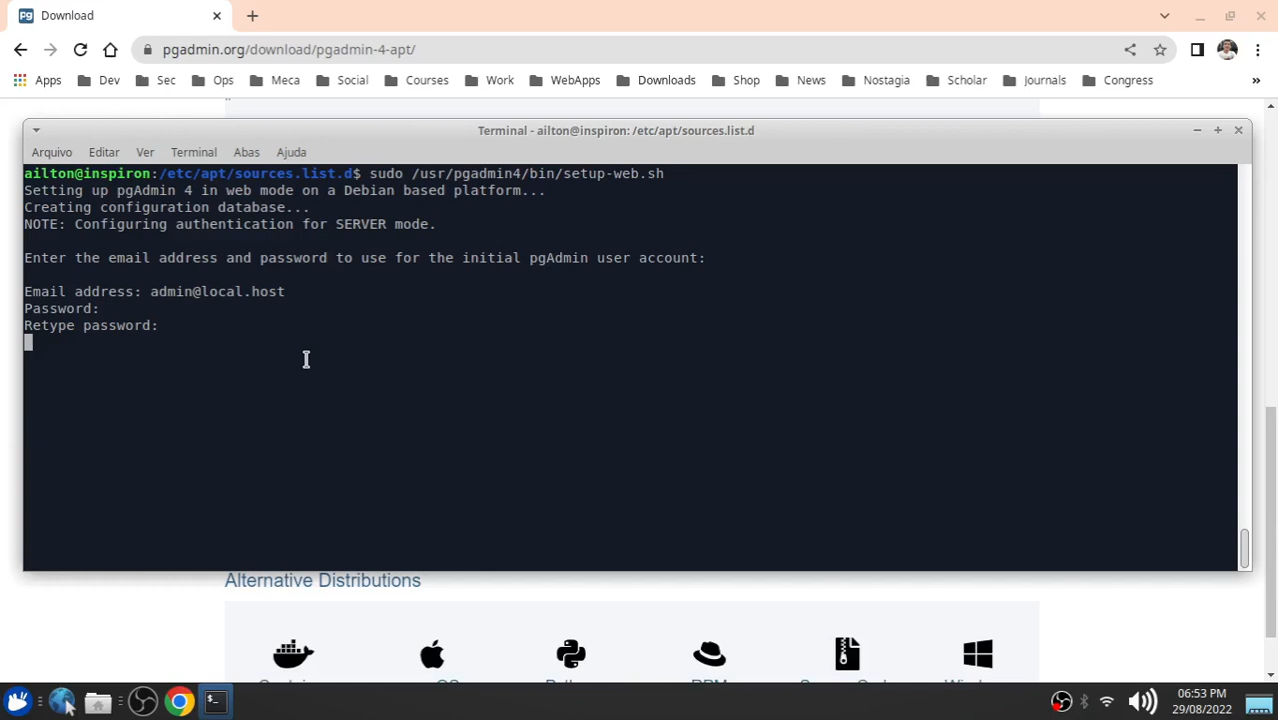 Download
pgadmin.org/download/pgadmin-4-apt/
Apps Dev Sec Ops Meca Social Courses Work WebApps Downloads Shop News Nostagia Scholar Journals Congress »
Terminal - ailton@inspiron: /etc/apt/sources.list.d
Arquivo Editar Ver Terminal Abas Ajuda
ailton@inspiron:/etc/apt/sources.list.d$ sudo /usr/pgadmin4/bin/setup-web.sh
Setting up pgAdmin 4 in web mode on a Debian based platform...
Creating configuration database...
NOTE: Configuring authentication for SERVER mode.
Enter the email address and password to use for the initial pgAdmin user account:
Email address: admin@local.host
Password:
Retype password:
Alternative Distributions
06:53 PM
29/08/2022